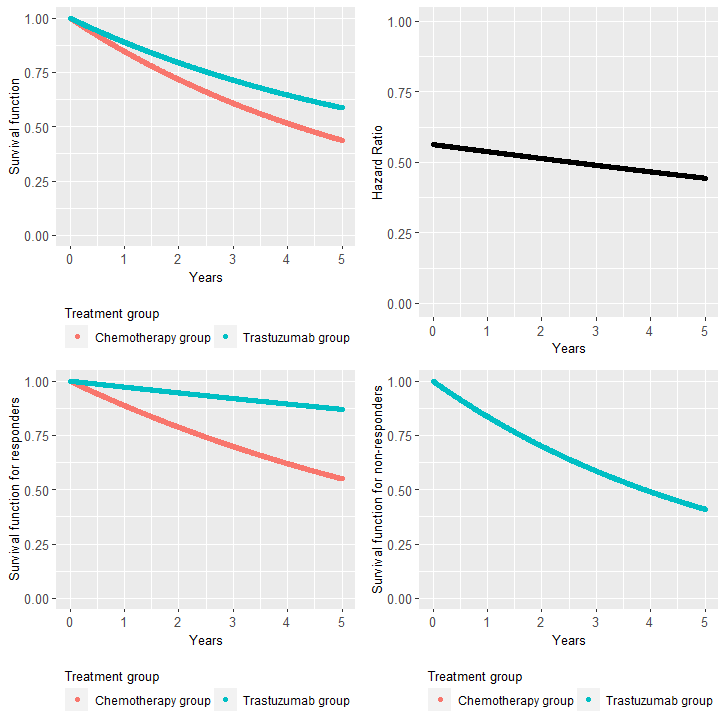 Survival function
1.00
0.75
0.50
0.25
0.00
0 1 2 3 4 5
Years
Treatment group
Chemotherapy group Trastuzumab group
Hazard Ratio
1.00
0.75
0.50
0.25
0.00
0 1 2 3 4 5
Years
Survival function for responders
1.00
0.75
0.50
0.25
0.00
0 1 2 3 4 5
Years
Treatment group
Chemotherapy group Trastuzumab group
Survival function for non-responders
1.00
0.75
0.50
0.25
0.00
0 1 2 3 4 5
Years
Treatment group
Chemotherapy group Trastuzumab group